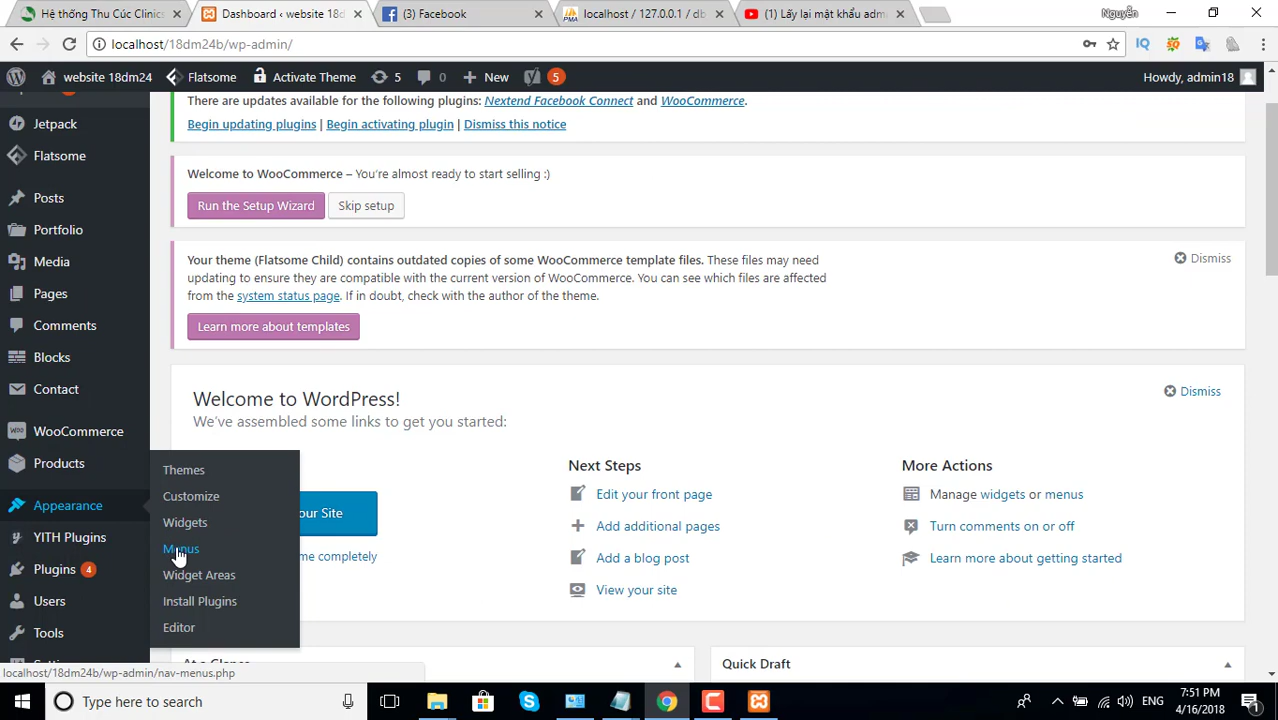 Hệ thống Thu Cúc Clinics
Dashboard ‹ website 18dm
(3) Facebook
localhost / 127.0.0.1 / db
(1) Lấy lại mật khẩu adm
Nguyễn
localhost/18dm24b/wp-admin/
website 18dm24
Flatsome
Activate Theme
5
0
New
5
Howdy, admin18
Jetpack
Flatsome
Posts
Portfolio
Media
Pages
Comments
Blocks
Contact
WooCommerce
Products
Appearance
YITH Plugins
Plugins 4
Users
Tools
Themes
Customize
Widgets
Menus
Widget Areas
Install Plugins
Editor
There are updates available for the following plugins: Nextend Facebook Connect and WooCommerce.
Begin updating plugins | Begin activating plugin | Dismiss this notice
Welcome to WooCommerce – You're almost ready to start selling :)
Run the Setup Wizard
Skip setup
Your theme (Flatsome Child) contains outdated copies of some WooCommerce template files. These files may need
updating to ensure they are compatible with the current version of WooCommerce. You can see which files are affected
from the system status page. If in doubt, check with the author of the theme.
Dismiss
Learn more about templates
Welcome to WordPress!
Dismiss
We've assembled some links to get you started:
our Site
me completely
Next Steps
Edit your front page
Add additional pages
Add a blog post
View your site
More Actions
Manage widgets or menus
Turn comments on or off
Learn more about getting started
Quick Draft
localhost/18dm24b/wp-admin/nav-menus.php
Type here to search
ENG
7:51 PM
4/16/2018
1